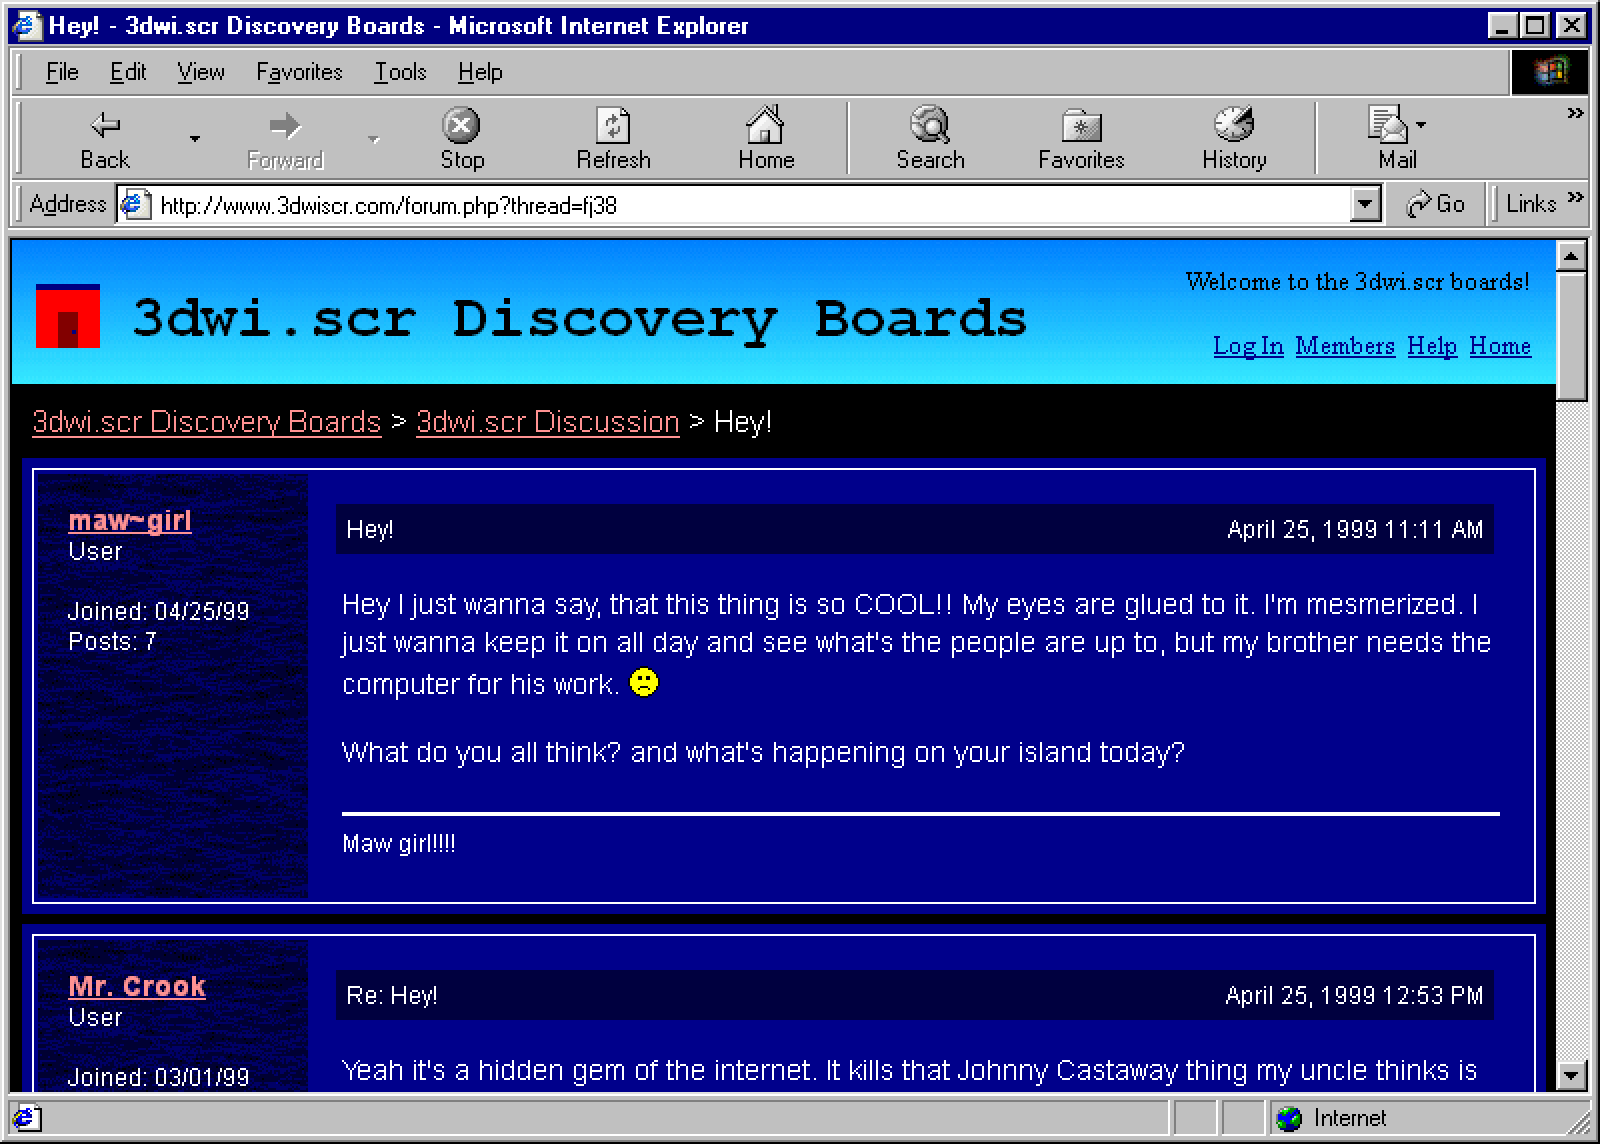 Hey! - 3dwi.scr Discovery Boards - Microsoft Internet Explorer
File Edit View Favorites Tools Help
Back Forward Stop Refresh Home Search Favorites History Mail »
Address http://www.3dwiscr.com/forum.php?thread=fj38 Go Links »
Welcome to the 3dwi.scr boards!
3dwi.scr Discovery Boards
Log In Members Help Home
3dwi.scr Discovery Boards > 3dwi.scr Discussion > Hey!
maw~girl
User
Joined: 04/25/99
Posts: 7
Hey! April 25, 1999 11:11 AM
Hey I just wanna say, that this thing is so COOL!! My eyes are glued to it. I'm mesmerized. I
just wanna keep it on all day and see what's the people are up to, but my brother needs the
computer for his work.
What do you all think? and what's happening on your island today?
Maw girl!!!!!
Mr. Crook
User
Joined: 03/01/99
Re: Hey! April 25, 1999 12:53 PM
Yeah it's a hidden gem of the internet. It kills that Johnny Castaway thing my uncle thinks is
Internet